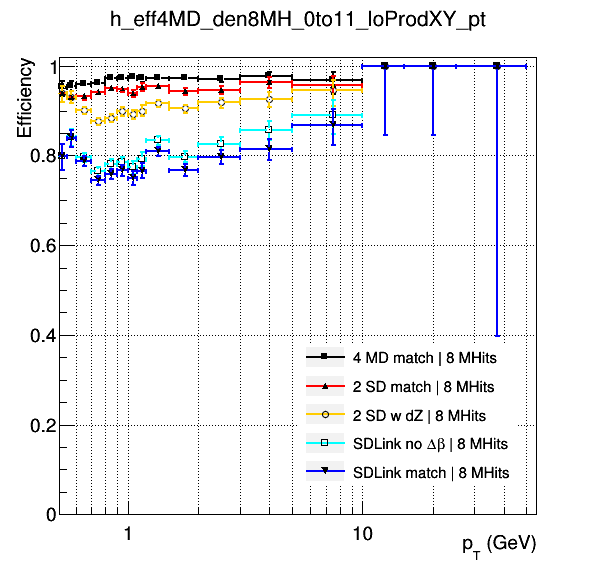 h_eff4MD_den8MH_0to11_loProdXY_pt
Efficiency
1
0.8
0.6
0.4
0.2
0
4 MD match | 8 MHits
2 SD match | 8 MHits
2 SD w dZ | 8 MHits
SDLink no Δβ | 8 MHits
SDLink match | 8 MHits
1
10
p_T (GeV)